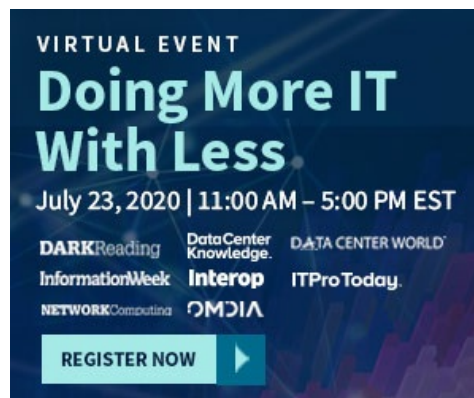 VIRTUAL EVENT
Doing More IT
With Less
July 23, 2020 | 11:00 AM – 5:00 PM EST
DARKReading DataCenter Knowledge. DATA CENTER WORLD
InformationWeek Interop ITProToday.
NETWORKComputing OMDIA
REGISTER NOW